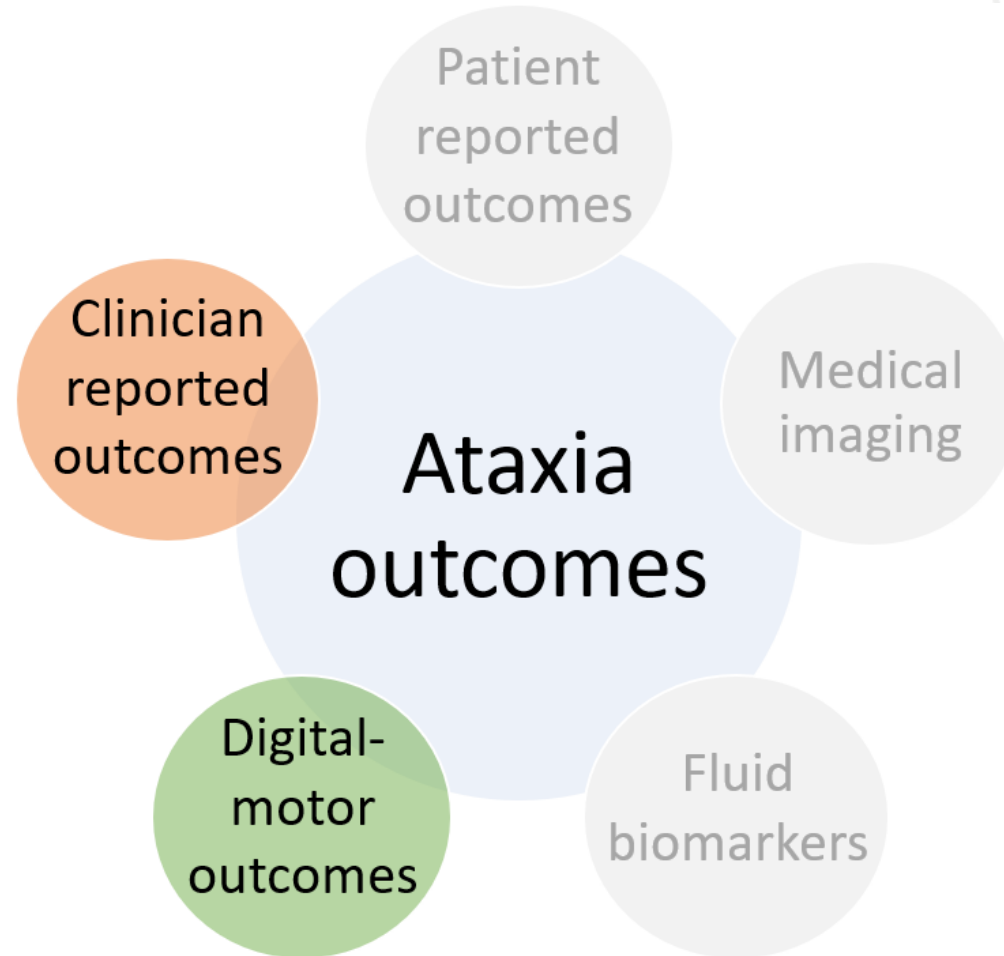 Patient
reported
outcomes
Clinician
reported
outcomes
Medical
imaging
Ataxia
outcomes
Digital-
motor
outcomes
Fluid
biomarkers